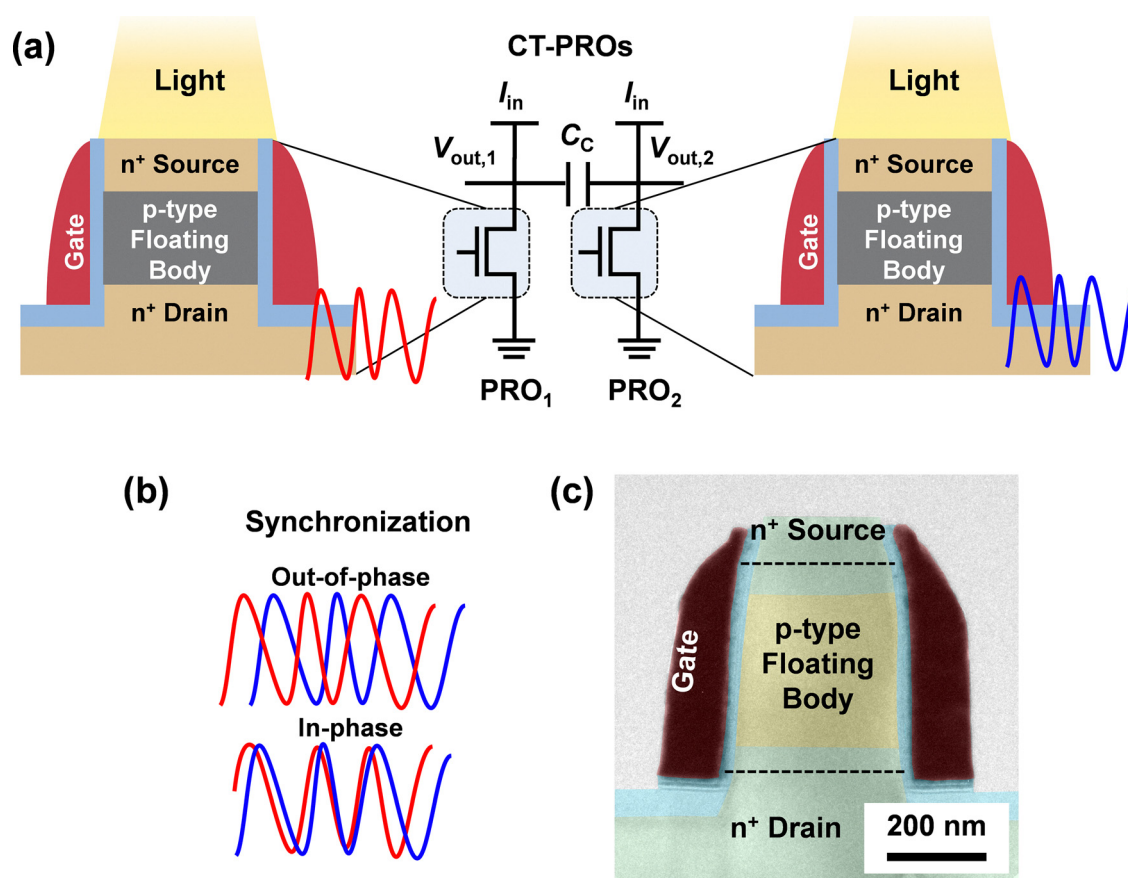 (a)
CT-PROs
Light
I_in
I_in
Light
V_out,1
C_C
V_out,2
n⁺ Source
n⁺ Source
Gate
p-type
Floating
Body
Gate
p-type
Floating
Body
n⁺ Drain
n⁺ Drain
PRO₁
PRO₂
(b)
Synchronization
Out-of-phase
In-phase
(c)
n⁺ Source
Gate
p-type
Floating
Body
n⁺ Drain
200 nm